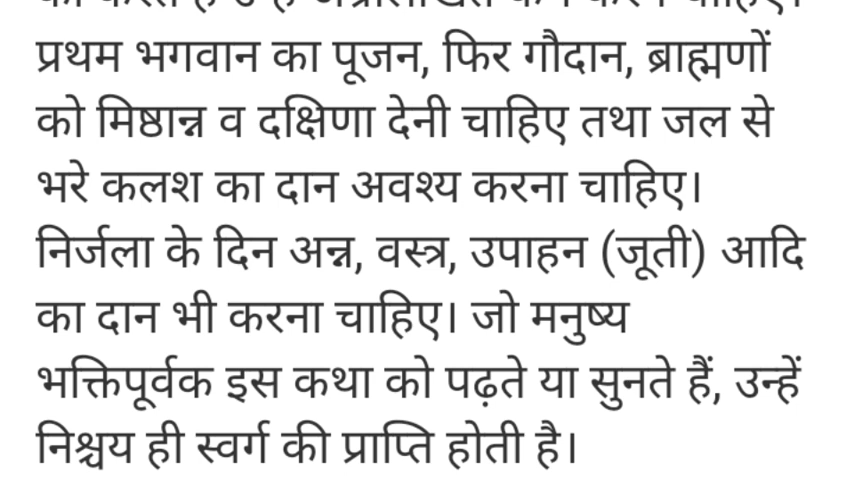 प्रथम भगवान का पूजन, फिर गौदान, ब्राह्मणों
को मिष्ठान्न व दक्षिणा देनी चाहिए तथा जल से
भरे कलश का दान अवश्य करना चाहिए।
निर्जला के दिन अन्न, वस्त्र, उपाहन (जूती) आदि
का दान भी करना चाहिए। जो मनुष्य
भक्तिपूर्वक इस कथा को पढ़ते या सुनते हैं, उन्हें
निश्चय ही स्वर्ग की प्राप्ति होती है।